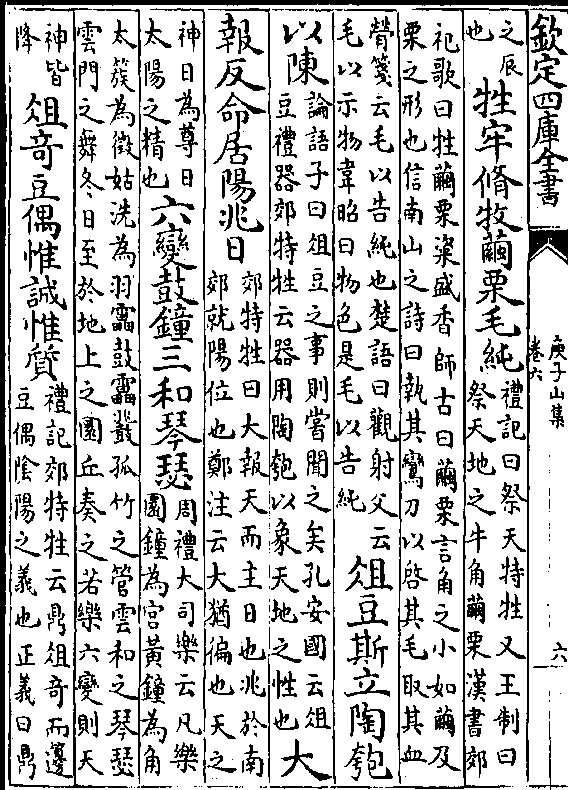 欽定四庫全書
庚子山集
卷六
六
之辰
也
牲牢脩牧繭栗毛純
禮記曰祭天特牲又王制曰
祭天地之牛角繭栗漢書郊
祀歌曰牲繭栗粢盛香師古曰繭栗言角之小如繭及
栗之形也信南山之詩曰執其鸞刀以啓其毛取其血
膋箋云毛以告純也楚語曰觀射父云
毛以示物韋昭曰物色是毛以告純
俎豆斯立陶匏
以陳
論語子曰俎豆之事則嘗聞之矣孔安國云俎
豆禮器郊特牲云器用陶匏以象天地之性也
大
報反命居陽兆日
郊特牲曰大報天而主日也兆於南
郊就陽位也鄭注云大猶徧也天之
神日為尊日
太陽之精也
六變鼓鐘三和琴瑟
周禮大司樂云凡樂
圜鐘為宮黃鐘為角
太簇為徵姑洗為羽靁鼓靁鼗孤竹之管雲和之琴瑟
雲門之舞冬日至於地上之圜丘奏之若樂六變則天
神皆
降
俎奇豆偶惟誠惟質
禮記郊特牲云鼎俎奇而邊
豆偶陰陽之義也正義曰鼎